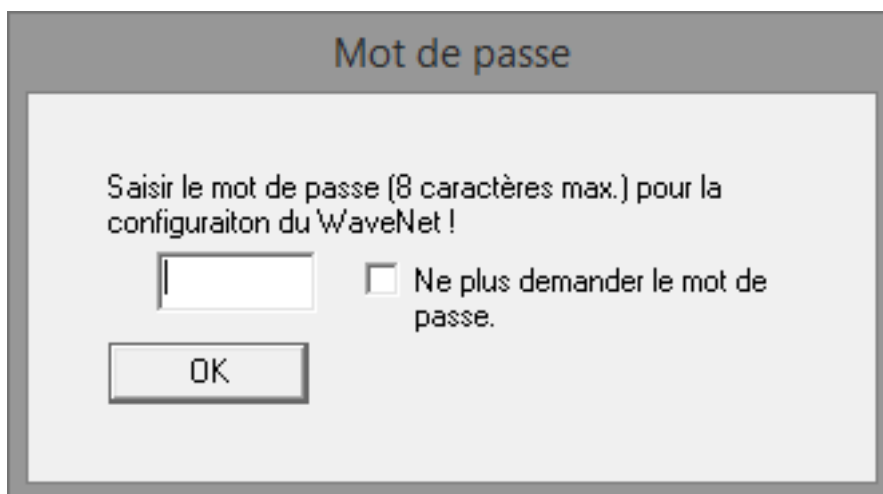 Mot de passe
Saisir le mot de passe (8 caractères max.) pour la
configuraiton du WaveNet !
Ne plus demander le mot de
passe.
OK